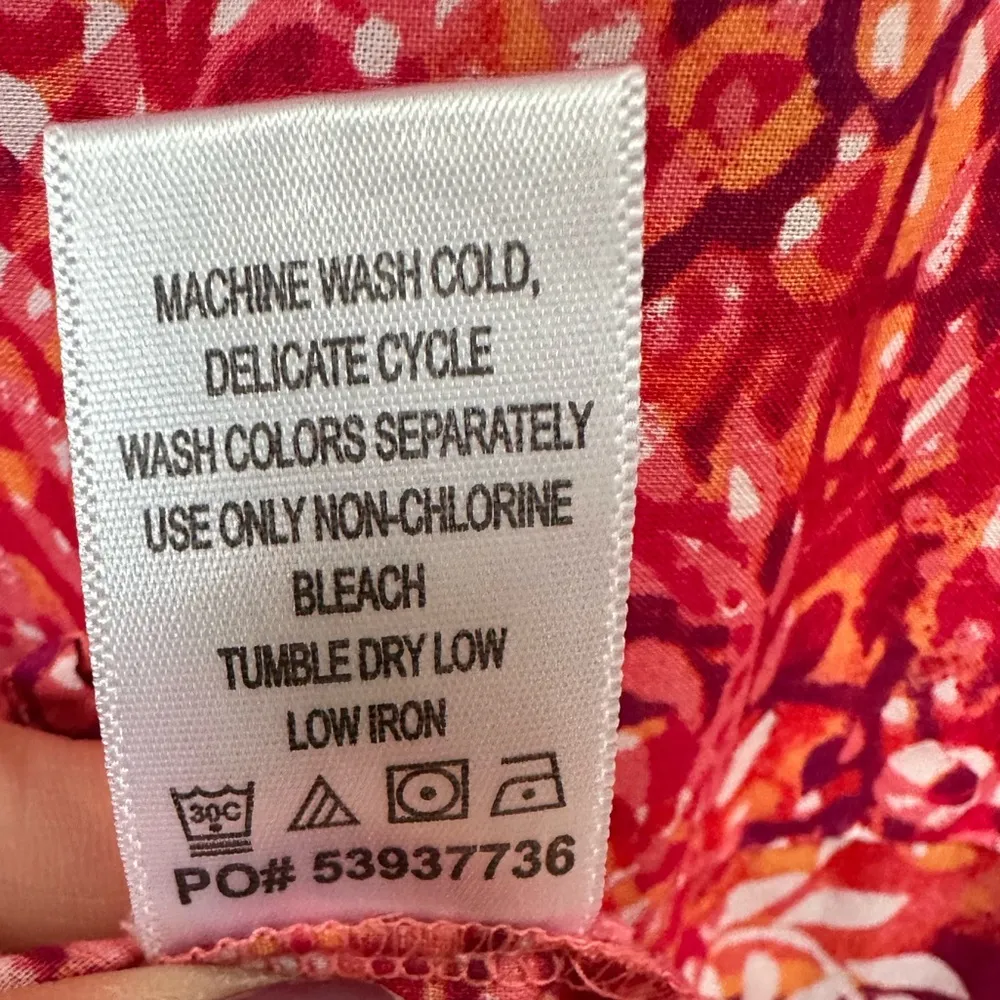 MACHINE WASH COLD,
DELICATE CYCLE
WASH COLORS SEPARATELY
USE ONLY NON-CHLORINE
BLEACH
TUMBLE DRY LOW
LOW IRON
30C
PO# 53937736